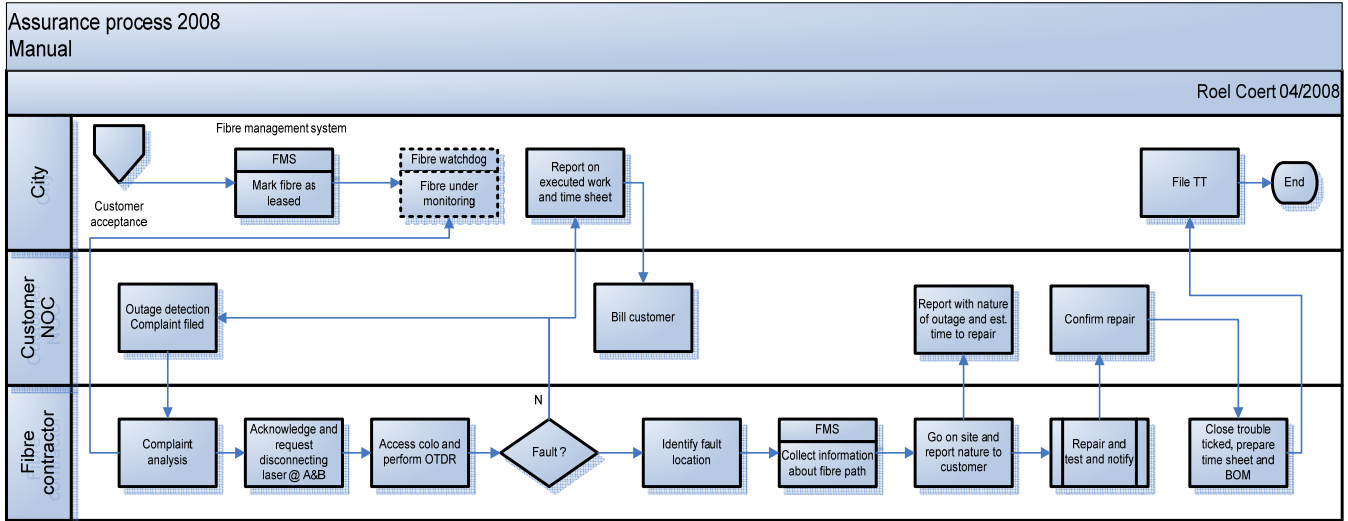 Assurance process 2008
Manual
Roel Coert 04/2008
City
Fibre management system
Customer
acceptance
FMS
Mark fibre as
leased
Fibre watchdog
Fibre under
monitoring
Report on
executed work
and time sheet
File TT
End
Customer
NOC
Outage detection
Complaint filed
Bill customer
Report with nature
of outage and est.
time to repair
Confirm repair
Fibre
contractor
Complaint
analysis
Acknowledge and
request
disconnecting
laser @ A&B
Access colo and
perform OTDR
N
Fault ?
Identify fault
location
FMS
Collect information
about fibre path
Go on site and
report nature to
customer
Repair and
test and notify
Close trouble
ticked, prepare
time sheet and
BOM